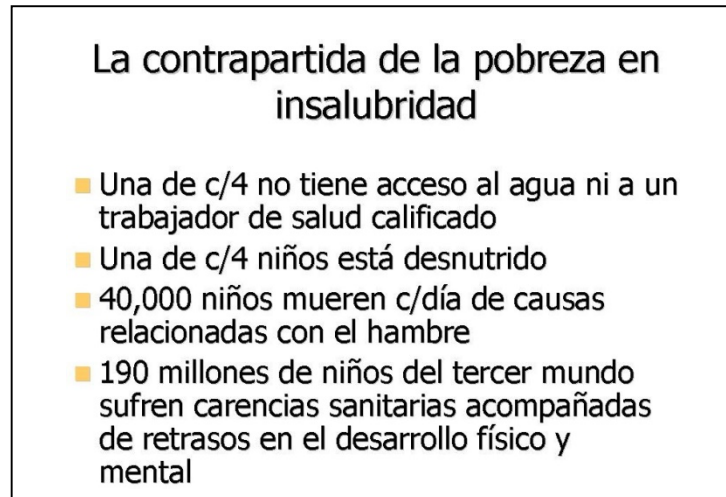 La contrapartida de la pobreza en
insalubridad
Una de c/4 no tiene acceso al agua ni a un
trabajador de salud calificado
Una de c/4 niños está desnutrido
40,000 niños mueren c/día de causas
relacionadas con el hambre
190 millones de niños del tercer mundo
sufren carencias sanitarias acompañadas
de retrasos en el desarrollo físico y
mental